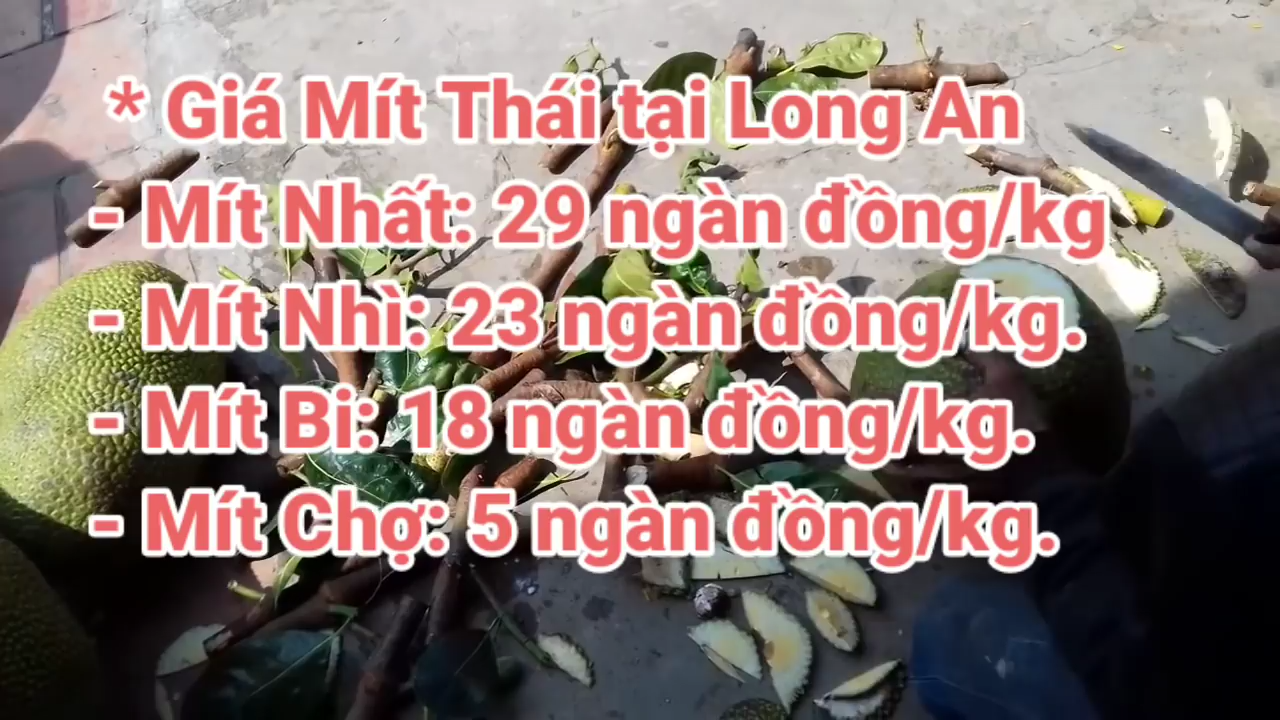 * Giá Mít Thái tại Long An
- Mít Nhất: 29 ngàn đồng/kg
- Mít Nhì: 23 ngàn đồng/kg.
- Mít Bi: 18 ngàn đồng/kg.
- Mít Chợ: 5 ngàn đồng/kg.